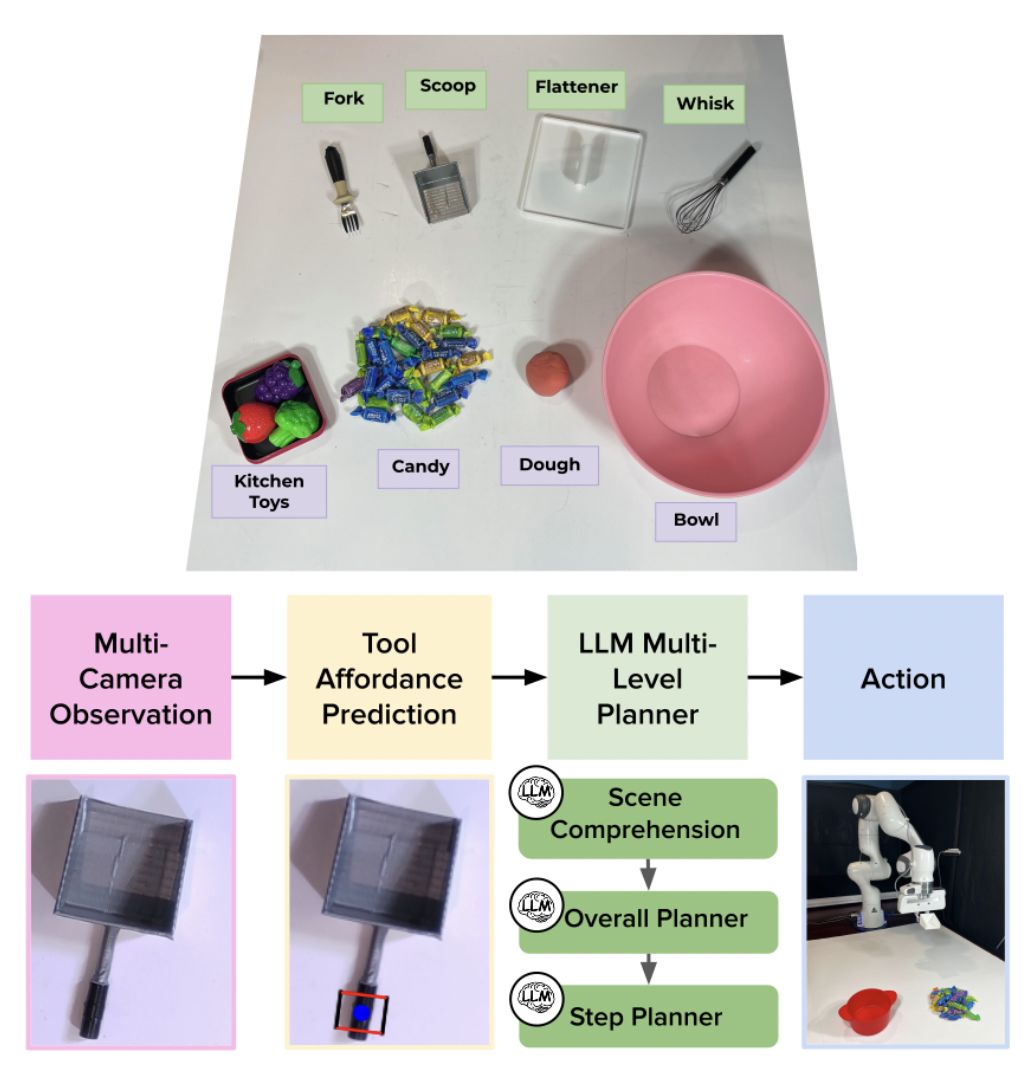 Fork
Scoop
Flattener
Whisk
Kitchen
Toys
Candy
Dough
Bowl
Multi-
Camera
Observation
Tool
Affordance
Prediction
LLM Multi-
Level
Planner
Action
LLM
Scene
Comprehension
LLM
Overall Planner
LLM
Step Planner